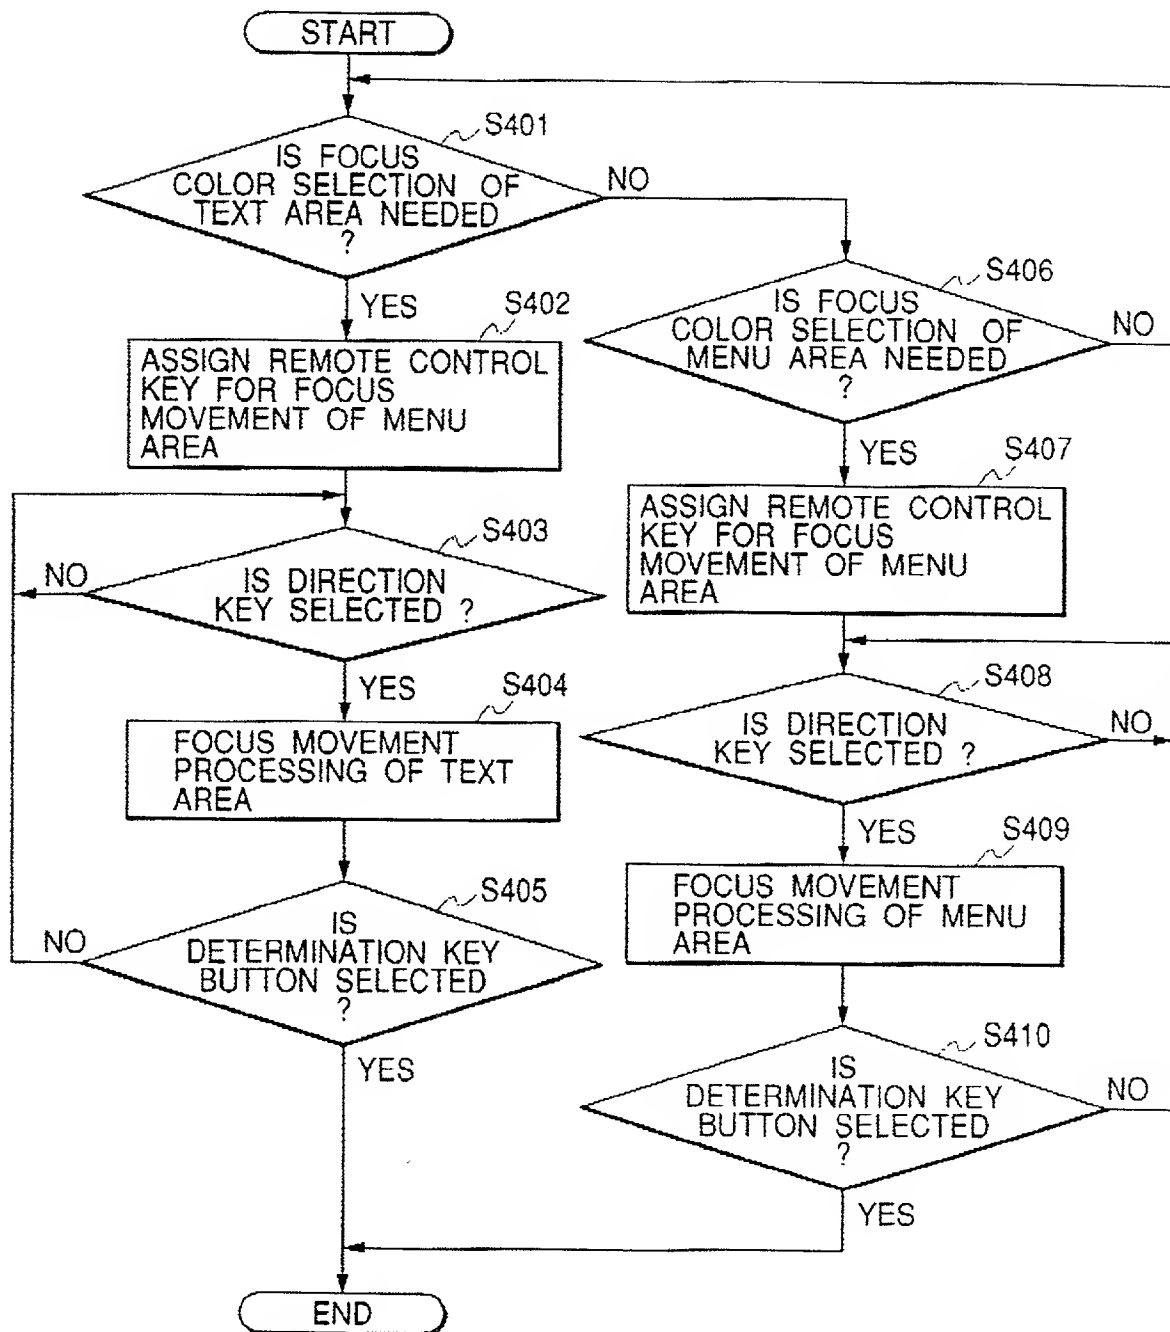 START
S401
IS FOCUS
COLOR SELECTION OF
TEXT AREA NEEDED
?
NO
YES
S402
ASSIGN REMOTE CONTROL
KEY FOR FOCUS
MOVEMENT OF MENU
AREA
S403
IS DIRECTION
KEY SELECTED ?
NO
YES
S404
FOCUS MOVEMENT
PROCESSING OF TEXT
AREA
S405
IS
DETERMINATION KEY
BUTTON SELECTED
?
NO
YES
S406
IS FOCUS
COLOR SELECTION OF
MENU AREA NEEDED
?
NO
YES
S407
ASSIGN REMOTE CONTROL
KEY FOR FOCUS
MOVEMENT OF MENU
AREA
S408
IS DIRECTION
KEY SELECTED ?
NO
YES
S409
FOCUS MOVEMENT
PROCESSING OF MENU
AREA
S410
IS
DETERMINATION KEY
BUTTON SELECTED
?
NO
YES
END